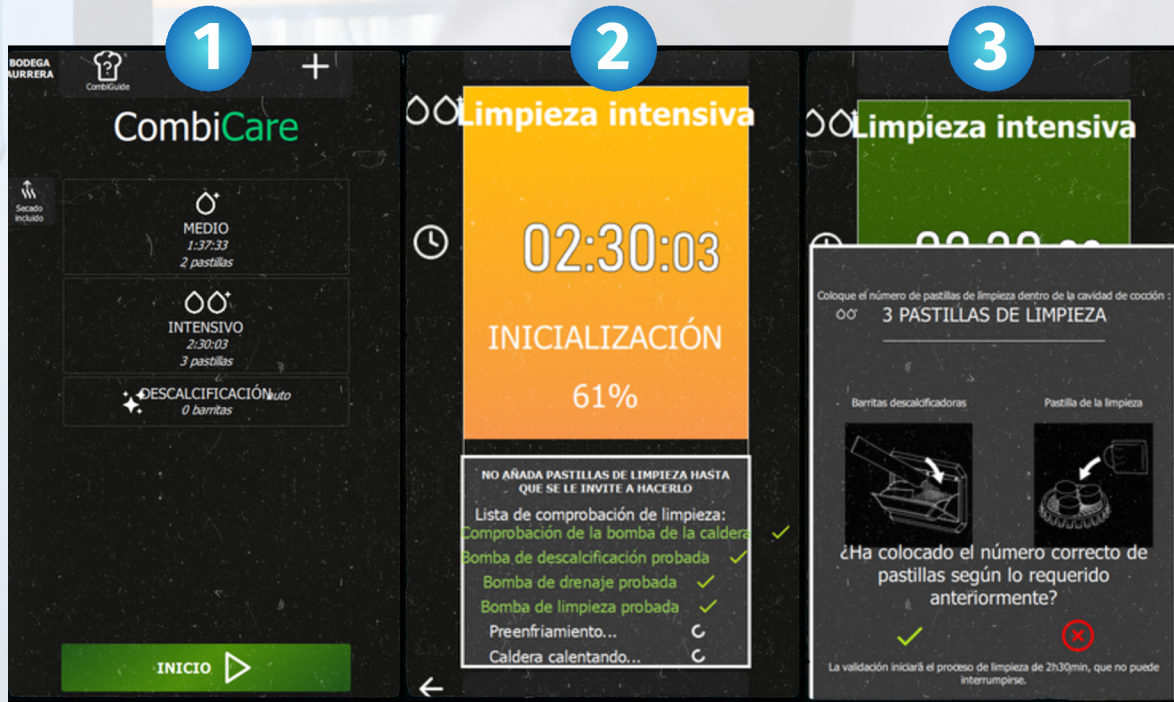 1
BODEGA
AURRERA
CombiGuide
CombiCare
Secado
incluido
MEDIO
1:37:33
2 pastillas
INTENSIVO
2:30:03
3 pastillas
DESCALCIFICACIÓN auto
0 barritas
INICIO
2
Limpieza intensiva
02:30:03
INICIALIZACIÓN
61%
NO AÑADA PASTILLAS DE LIMPIEZA HASTA
QUE SE LE INVITE A HACERLO
Lista de comprobación de limpieza:
Comprobación de la bomba de la caldera
Bomba de descalcificación probada
Bomba de drenaje probada
Bomba de limpieza probada
Preenfriamiento...
Caldera calentando...
3
Limpieza intensiva
Coloque el número de pastillas de limpieza dentro de la cavidad de cocción :
3 PASTILLAS DE LIMPIEZA
Barritas descalcificadoras
Pastilla de la limpieza
¿Ha colocado el número correcto de
pastillas según lo requerido
anteriormente?
La validación iniciará el proceso de limpieza de 2h30min, que no puede
interrumpirse.